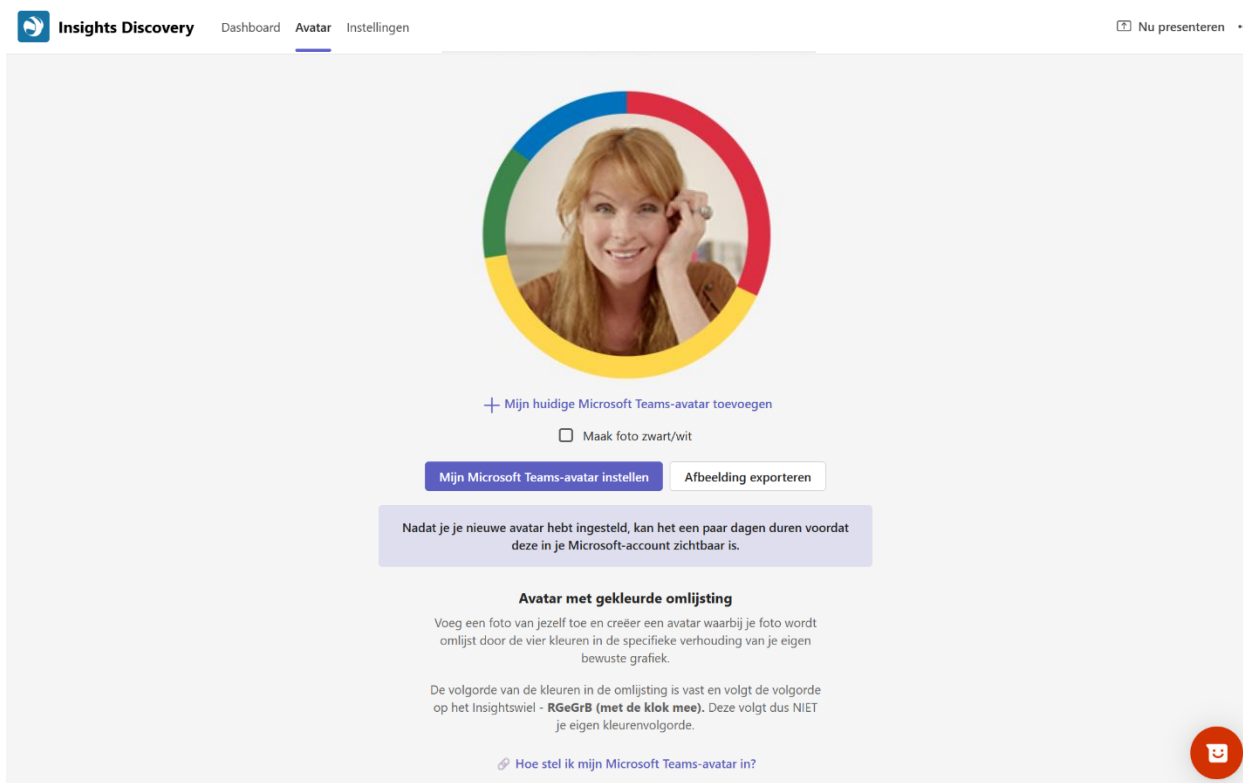 Insights Discovery Dashboard Avatar Instellingen Nu presenteren
Mijn huidige Microsoft Teams-avatar toevoegen
Maak foto zwart/wit
Mijn Microsoft Teams-avatar instellen Afbeelding exporteren
Nadat je je nieuwe avatar hebt ingesteld, kan het een paar dagen duren voordat
deze in je Microsoft-account zichtbaar is.
Avatar met gekleurde omlijsting
Voeg een foto van jezelf toe en creëer een avatar waarbij je foto wordt
omlijst door de vier kleuren in de specifieke verhouding van je eigen
bewuste grafiek.
De volgorde van de kleuren in de omlijsting is vast en volgt de volgorde
op het Insightswiel - RGeGrB (met de klok mee). Deze volgt dus NIET
je eigen kleurenvolgorde.
Hoe stel ik mijn Microsoft Teams-avatar in?